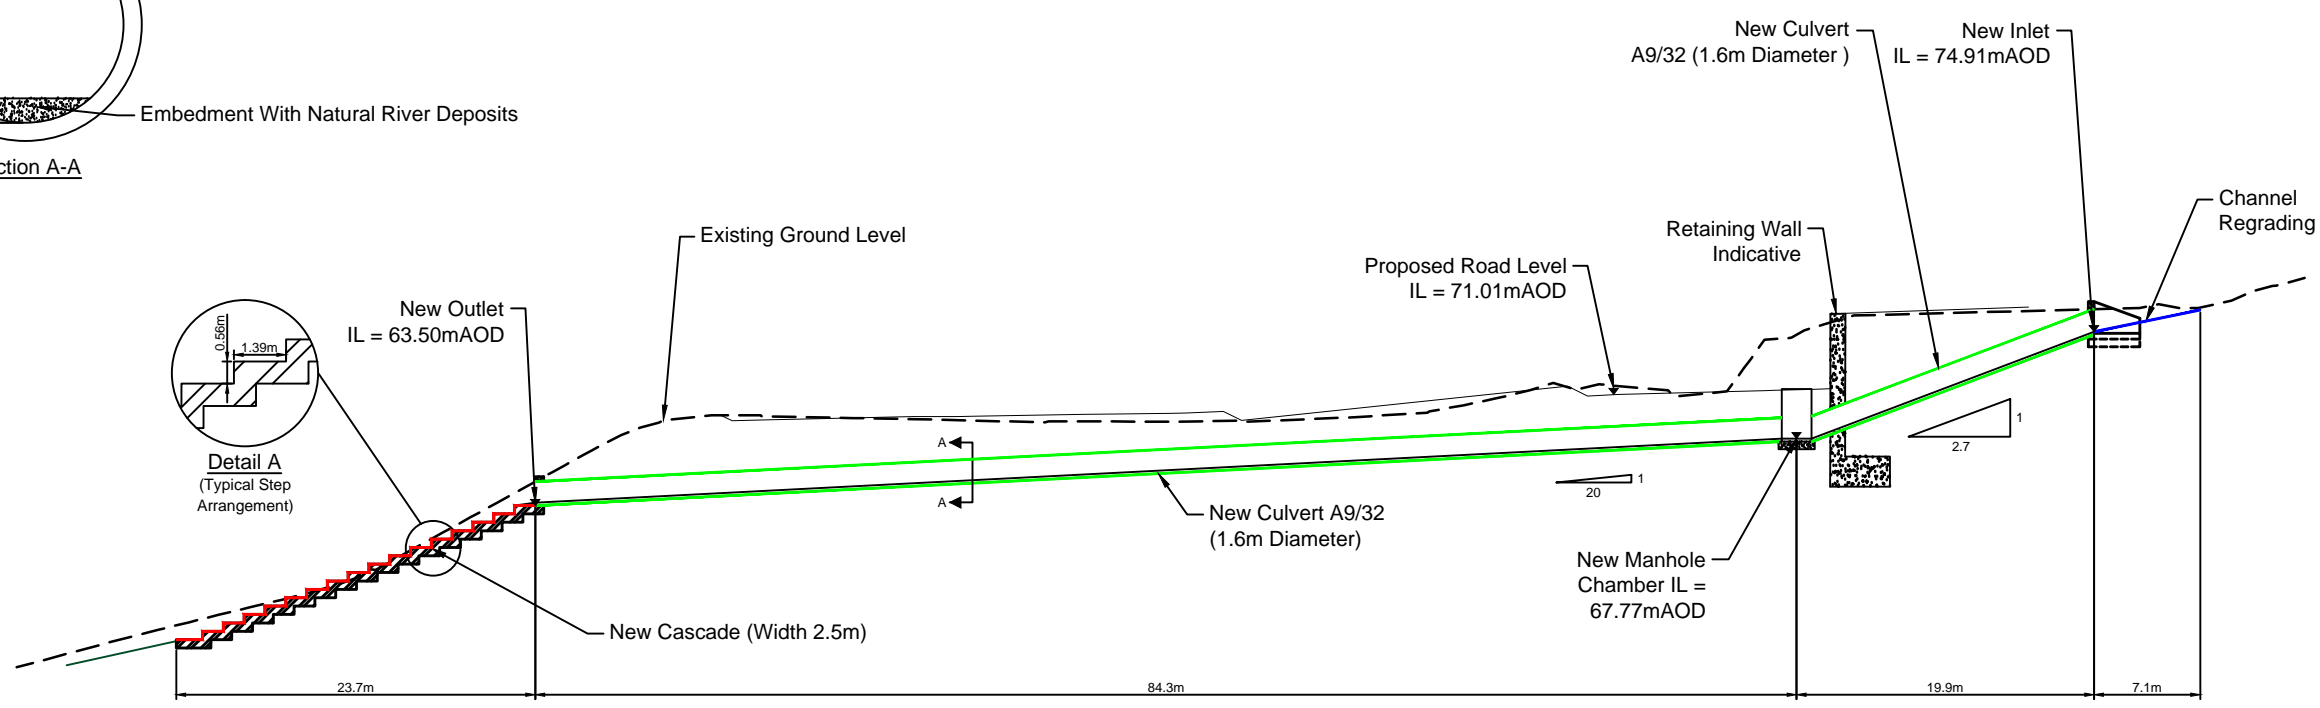 New Culvert
A9/32 (1.6m Diameter )
New Inlet
IL = 74.91mAOD
Embedment With Natural River Deposits
ction A-A
Channel
Regrading
Existing Ground Level
Retaining Wall
Indicative
Proposed Road Level
IL = 71.01mAOD
New Outlet
IL = 63.50mAOD
0.56m
1.39m
Detail A
(Typical Step
Arrangement)
A
A
1
2.7
1
20
New Culvert A9/32
(1.6m Diameter)
New Manhole
Chamber IL =
67.77mAOD
New Cascade (Width 2.5m)
23.7m
84.3m
19.9m
7.1m